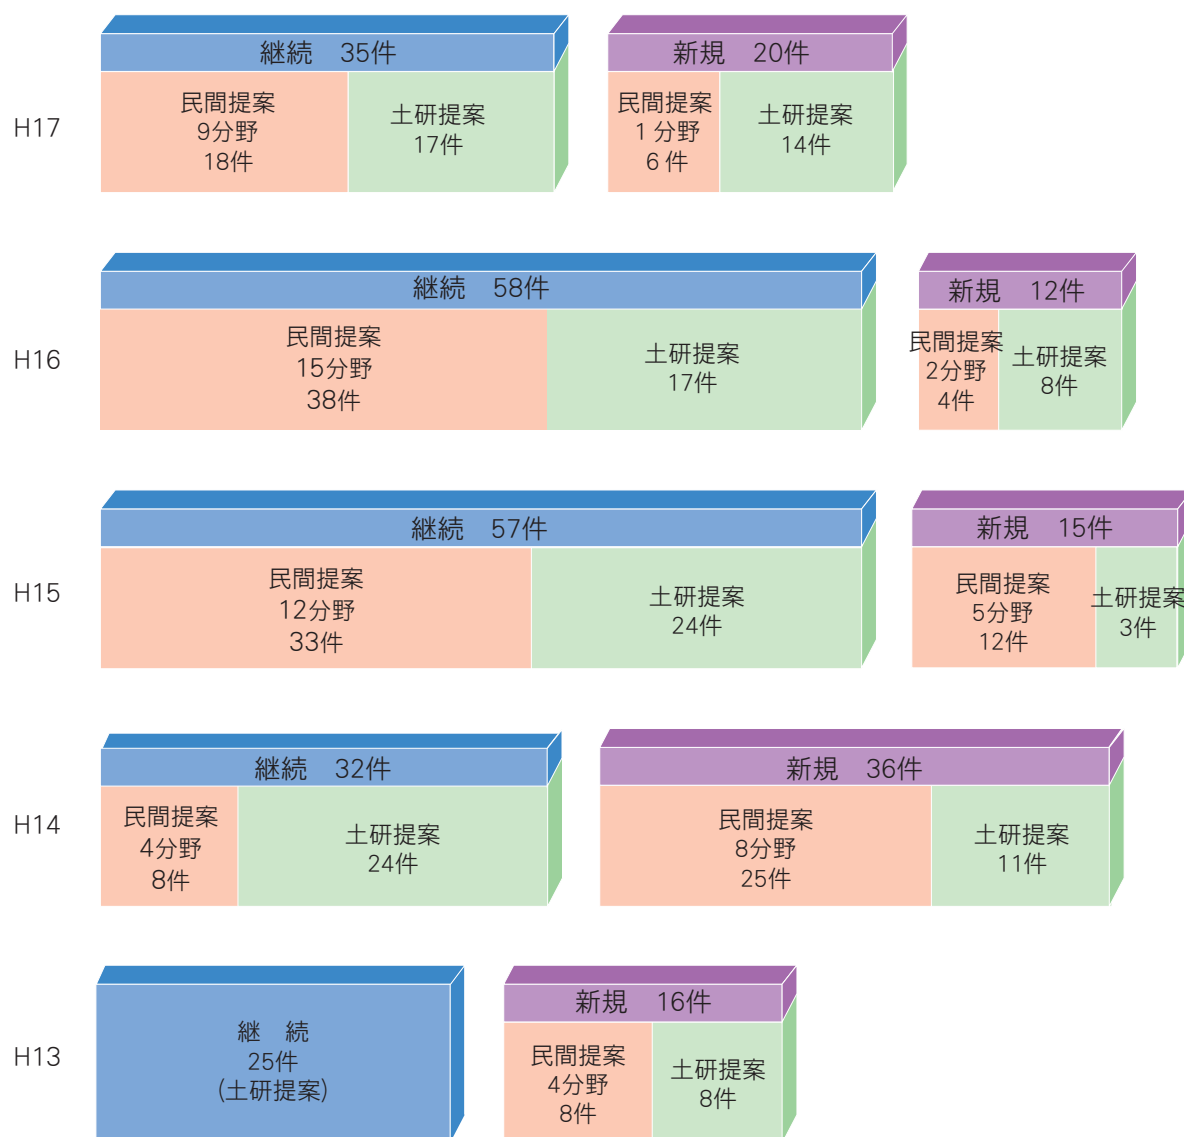 H17
継続 35件
民間提案
9分野
18件
土研提案
17件
新規 20件
民間提案
1分野
6件
土研提案
14件
H16
継続 58件
民間提案
15分野
38件
土研提案
17件
新規 12件
民間提案
2分野
4件
土研提案
8件
H15
継続 57件
民間提案
12分野
33件
土研提案
24件
新規 15件
民間提案
5分野
12件
土研提案
3件
H14
継続 32件
民間提案
4分野
8件
土研提案
24件
新規 36件
民間提案
8分野
25件
土研提案
11件
H13
継 続
25件
(土研提案)
新規 16件
民間提案
4分野
8件
土研提案
8件